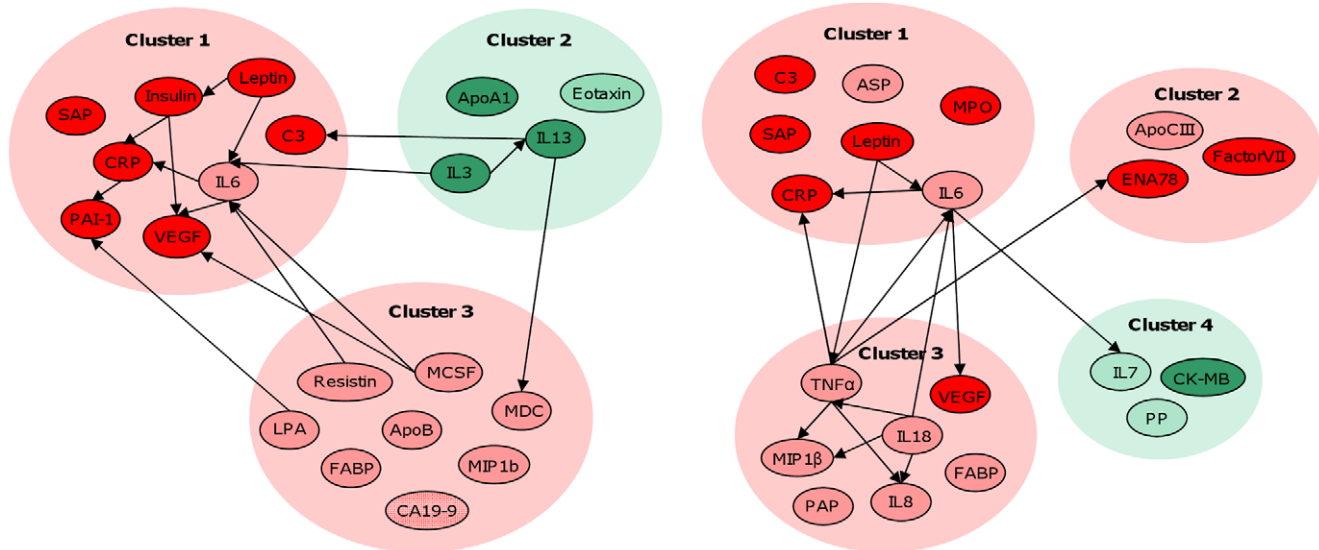 Cluster 1
Leptin
Insulin
SAP
C3
CRP
IL6
PAI-1
VEGF
Cluster 2
ApoA1
Eotaxin
IL13
IL3
Cluster 3
Resistin
MCSF
MDC
LPA
ApoB
FABP
MIP1b
CA19-9
Cluster 1
C3
ASP
MPO
SAP
Leptin
CRP
IL6
Cluster 2
ApoCIII
FactorVII
ENA78
Cluster 3
TNFα
VEGF
IL18
MIP1β
FABP
PAP
IL8
Cluster 4
IL7
CK-MB
PP